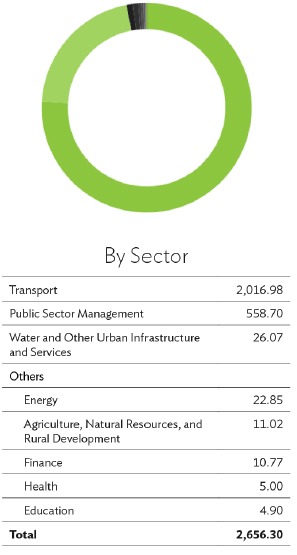 By Sector
Transport 2,016.98
Public Sector Management 558.70
Water and Other Urban Infrastructure 26.07
and Services
Others
Energy 22.85
Agriculture, Natural Resources, and 11.02
Rural Development
Finance 10.77
Health 5.00
Education 4.90
Total 2,656.30